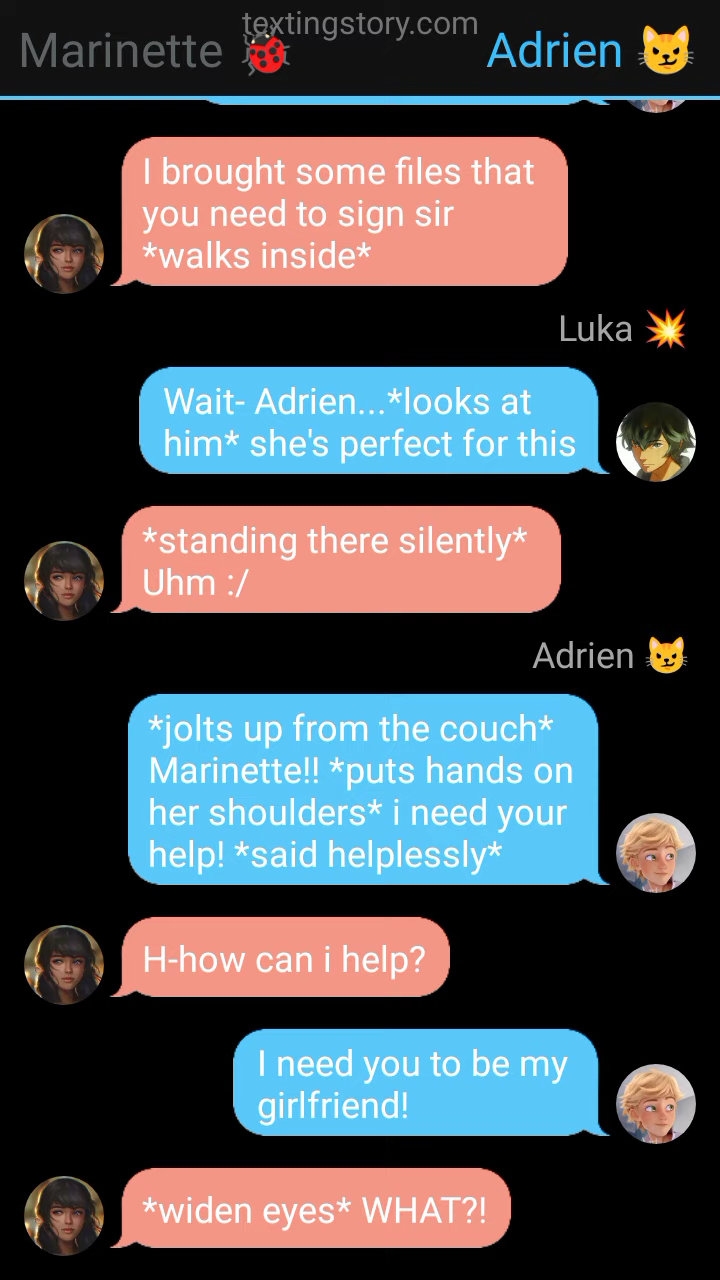 textingstory.com
Marinette 🐞 Adrien 😼
I brought some files that
you need to sign sir
*walks inside*
Luka 💥
Wait- Adrien...*looks at
him* she's perfect for this
*standing there silently*
Uhm :/
Adrien 😼
*jolts up from the couch*
Marinette!! *puts hands on
her shoulders* i need your
help! *said helplessly*
H-how can i help?
I need you to be my
girlfriend!
*widen eyes* WHAT?!